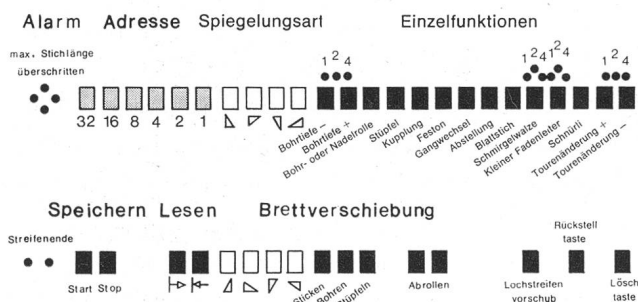 Alarm Adresse Spiegelungsart Einzelfunktionen
max. Stichlänge
überschritten
1 2 4
1 2 4
1 2 4
1 2 4
32 16 8 4 2 1
Bohrtiefe –
Bohrtiefe +
Bohr- oder Nadelrolle
Stüpfel
Kupplung
Feston
Gangwechsel
Abstellung
Blattstich
Schmirgelwalze
Kleiner Fadenleiter
Schnürli
Tourenänderung +
Tourenänderung –
Speichern Lesen Brettverschiebung
Streifenende
Rückstell
taste
Start Stop
Sticken
Bohren
Stüpfeln
Abrollen
Lochstreifen
vorschub
Lösch
taste